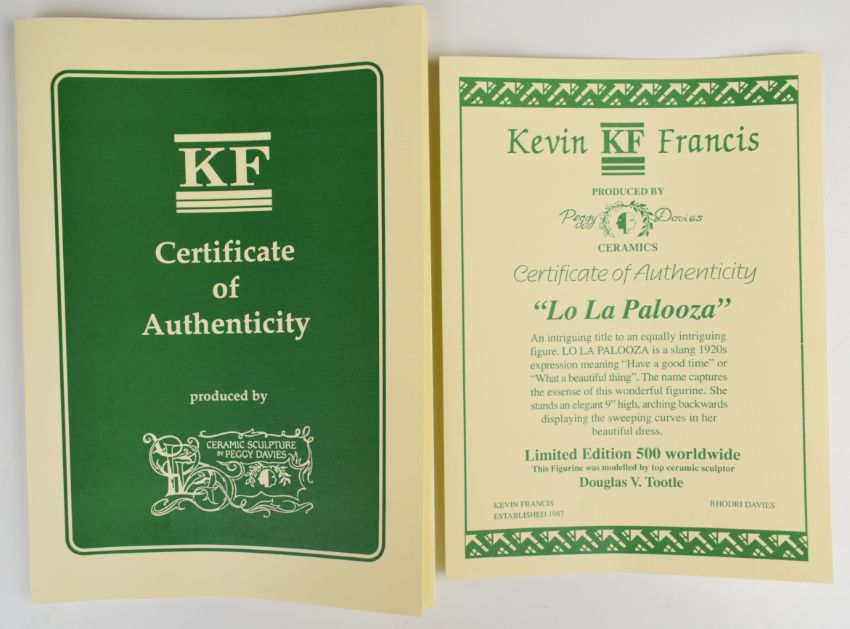 KF
Certificate
of
Authenticity
produced by
CERAMIC SCULPTURE
BY PEGGY DAVIES
Kevin KF Francis
PRODUCED BY
Peggy Davies
CERAMICS
Certificate of Authenticity
"Lo La Palooza"
An intriguing title to an equally intriguing
figure. LO LA PALOOZA is a slang 1920s
expression meaning "Have a good time" or
"What a beautiful thing". The name captures
the essense of this wonderful figurine. She
stands an elegant 9" high, arching backwards
displaying the sweeping curves in her
beautiful dress.
Limited Edition 500 worldwide
This Figurine was modelled by top ceramic sculptor
Douglas V. Tootle
KEVIN FRANCIS RHODRI DAVIES
ESTABLISHED 1987